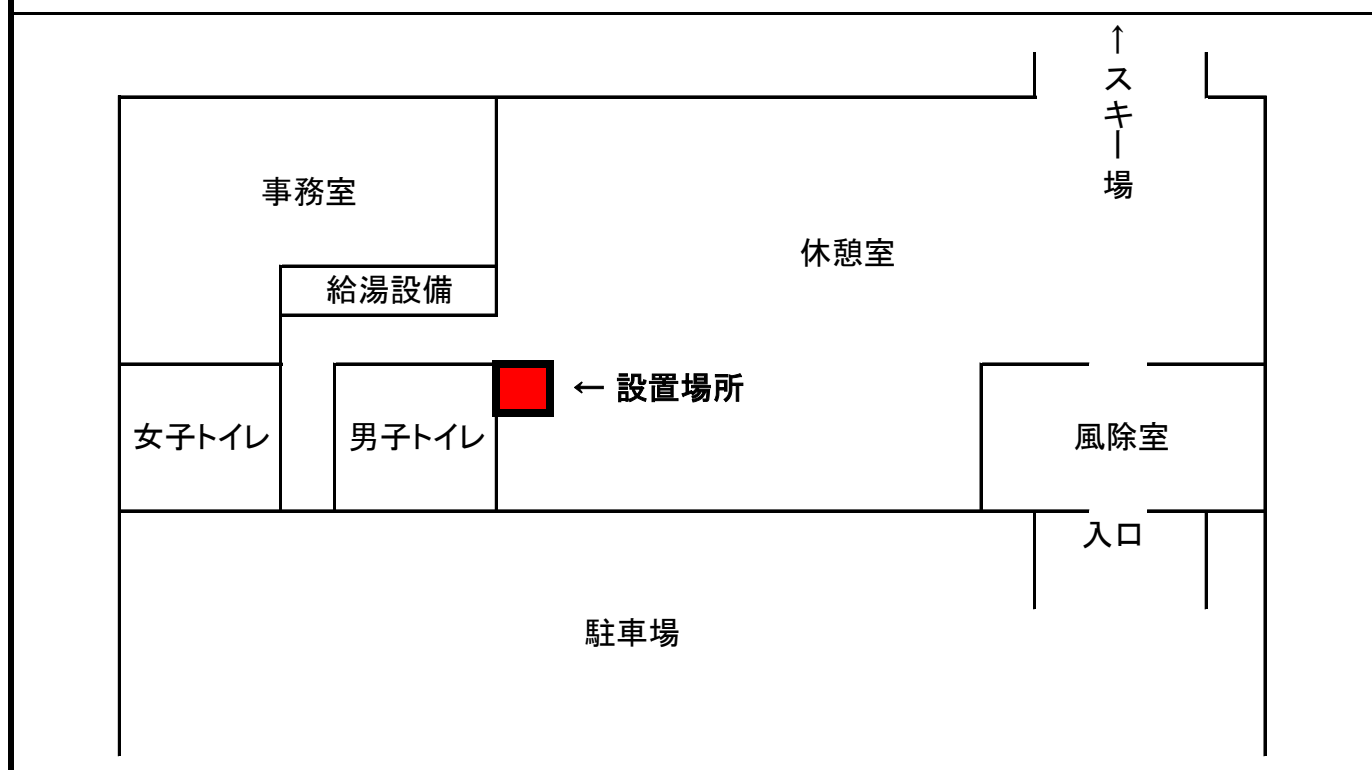 ↑スキー場
事務室
休憩室
給湯設備
← 設置場所
女子トイレ
男子トイレ
風除室
入口
駐車場